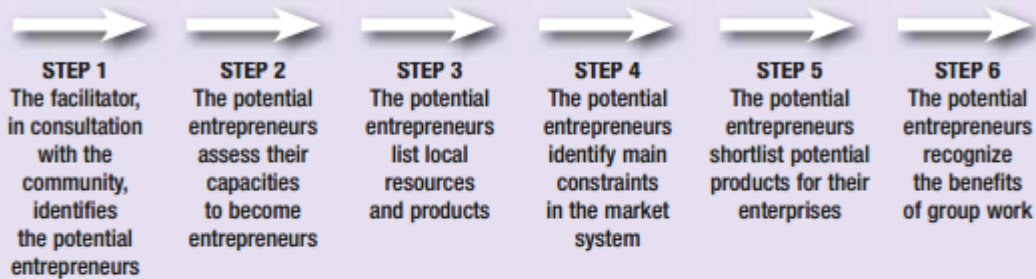 STEP 1
The facilitator,
in consultation
with the
community,
identifies
the potential
entrepreneurs
STEP 2
The potential
entrepreneurs
assess their
capacities
to become
entrepreneurs
STEP 3
The potential
entrepreneurs
list local
resources
and products
STEP 4
The potential
entrepreneurs
identify main
constraints
in the market
system
STEP 5
The potential
entrepreneurs
shortlist potential
products for their
enterprises
STEP 6
The potential
entrepreneurs
recognize
the benefits
of group work